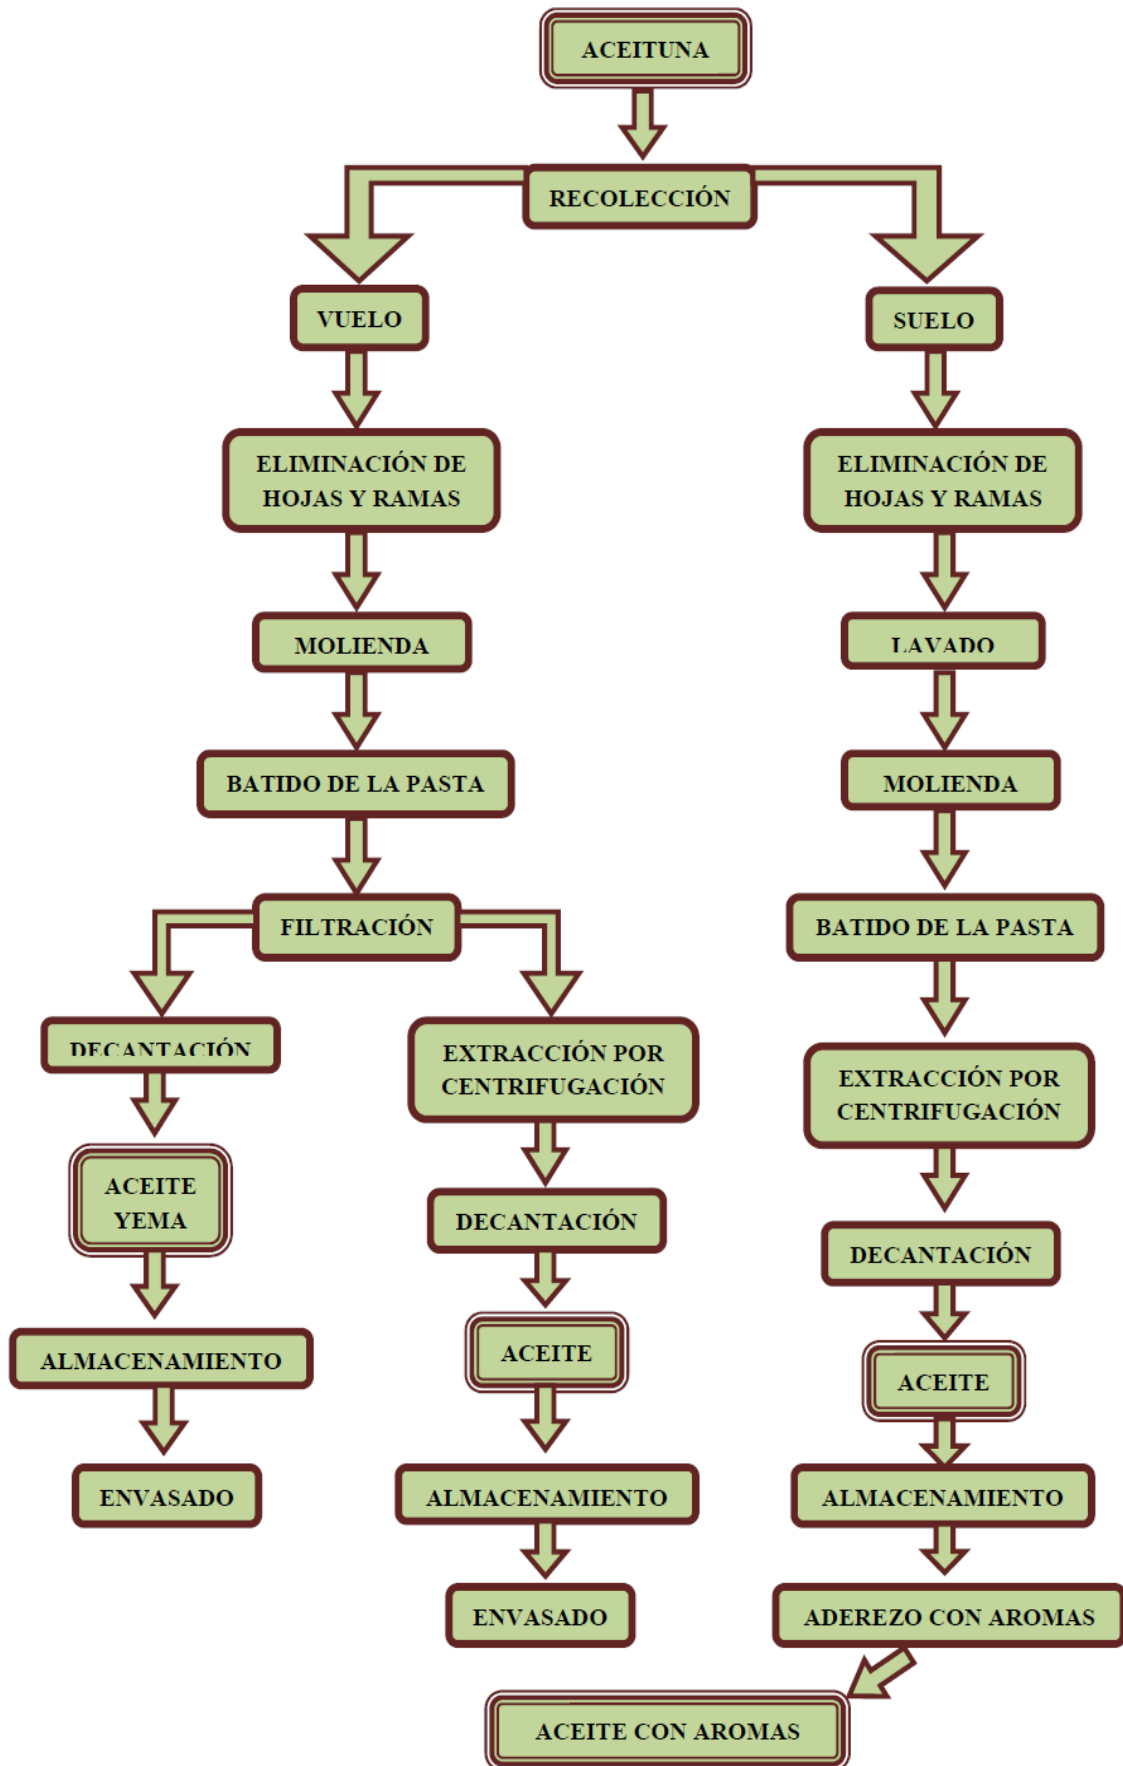 ACEITUNA
RECOLECCIÓN
VUELO
SUELO
ELIMINACIÓN DE
HOJAS Y RAMAS
ELIMINACIÓN DE
HOJAS Y RAMAS
MOLIENDA
LAVADO
BATIDO DE LA PASTA
MOLIENDA
FILTRACIÓN
BATIDO DE LA PASTA
DECANTACIÓN
EXTRACCIÓN POR
CENTRIFUGACIÓN
EXTRACCIÓN POR
CENTRIFUGACIÓN
ACEITE
YEMA
DECANTACIÓN
DECANTACIÓN
ALMACENAMIENTO
ACEITE
ACEITE
ENVASADO
ALMACENAMIENTO
ALMACENAMIENTO
ENVASADO
ADEREZO CON AROMAS
ACEITE CON AROMAS